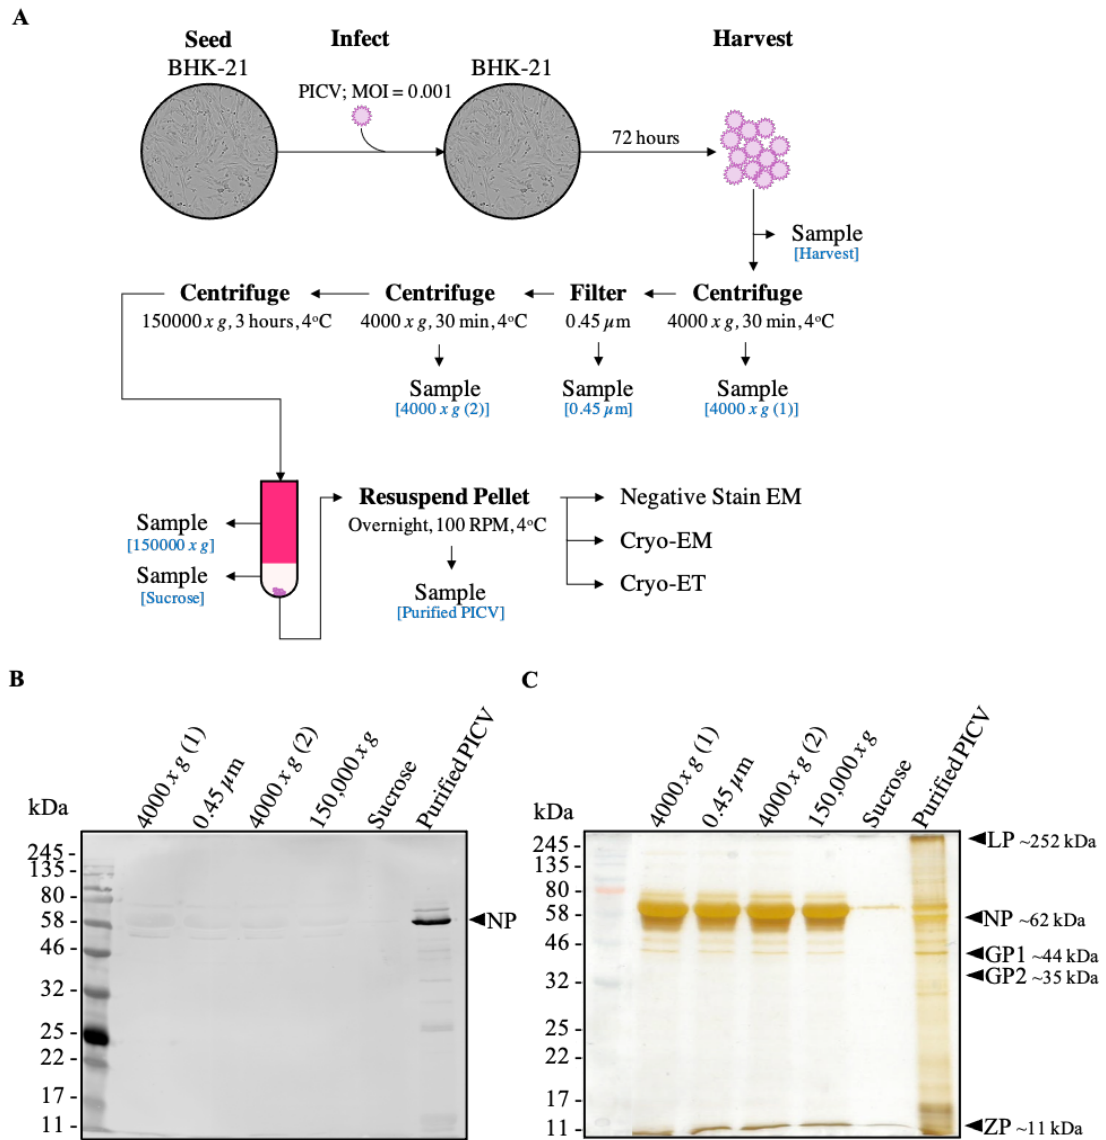 A
Seed
BHK-21
Infect
PICV; MOI = 0.001
BHK-21
72 hours
Harvest
Sample
[Harvest]
Centrifuge
150000 x g, 3 hours, 4°C
Centrifuge
4000 x g, 30 min, 4°C
Filter
0.45 µm
Centrifuge
4000 x g, 30 min, 4°C
Sample
[4000 x g (2)]
Sample
[0.45 µm]
Sample
[4000 x g (1)]
Sample
[150000 x g]
Sample
[Sucrose]
Resuspend Pellet
Overnight, 100 RPM, 4°C
Sample
[Purified PICV]
Negative Stain EM
Cryo-EM
Cryo-ET
B
kDa
4000 x g (1)
0.45 µm
4000 x g (2)
150,000 x g
Sucrose
Purified PICV
245 -
135 -
80 -
58 -
46 -
32 -
25 -
22 -
17 -
11 -
NP
C
kDa
4000 x g (1)
0.45 µm
4000 x g (2)
150,000 x g
Sucrose
Purified PICV
245 -
135 -
80 -
58 -
46 -
32 -
25 -
22 -
17 -
11 -
LP ~252 kDa
NP ~62 kDa
GP1 ~44 kDa
GP2 ~35 kDa
ZP ~11 kDa